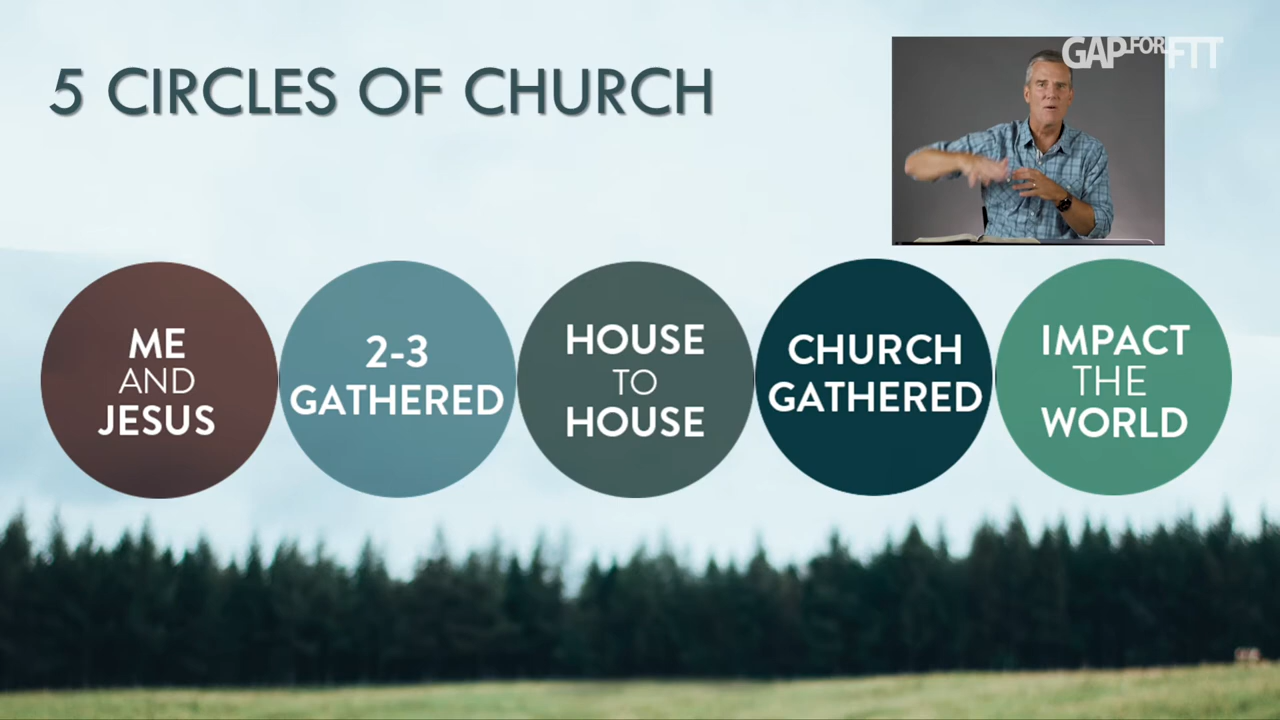 5 CIRCLES OF CHURCH
GAP FOR FTT
ME
AND
JESUS
2-3
GATHERED
HOUSE
TO
HOUSE
CHURCH
GATHERED
IMPACT
THE
WORLD